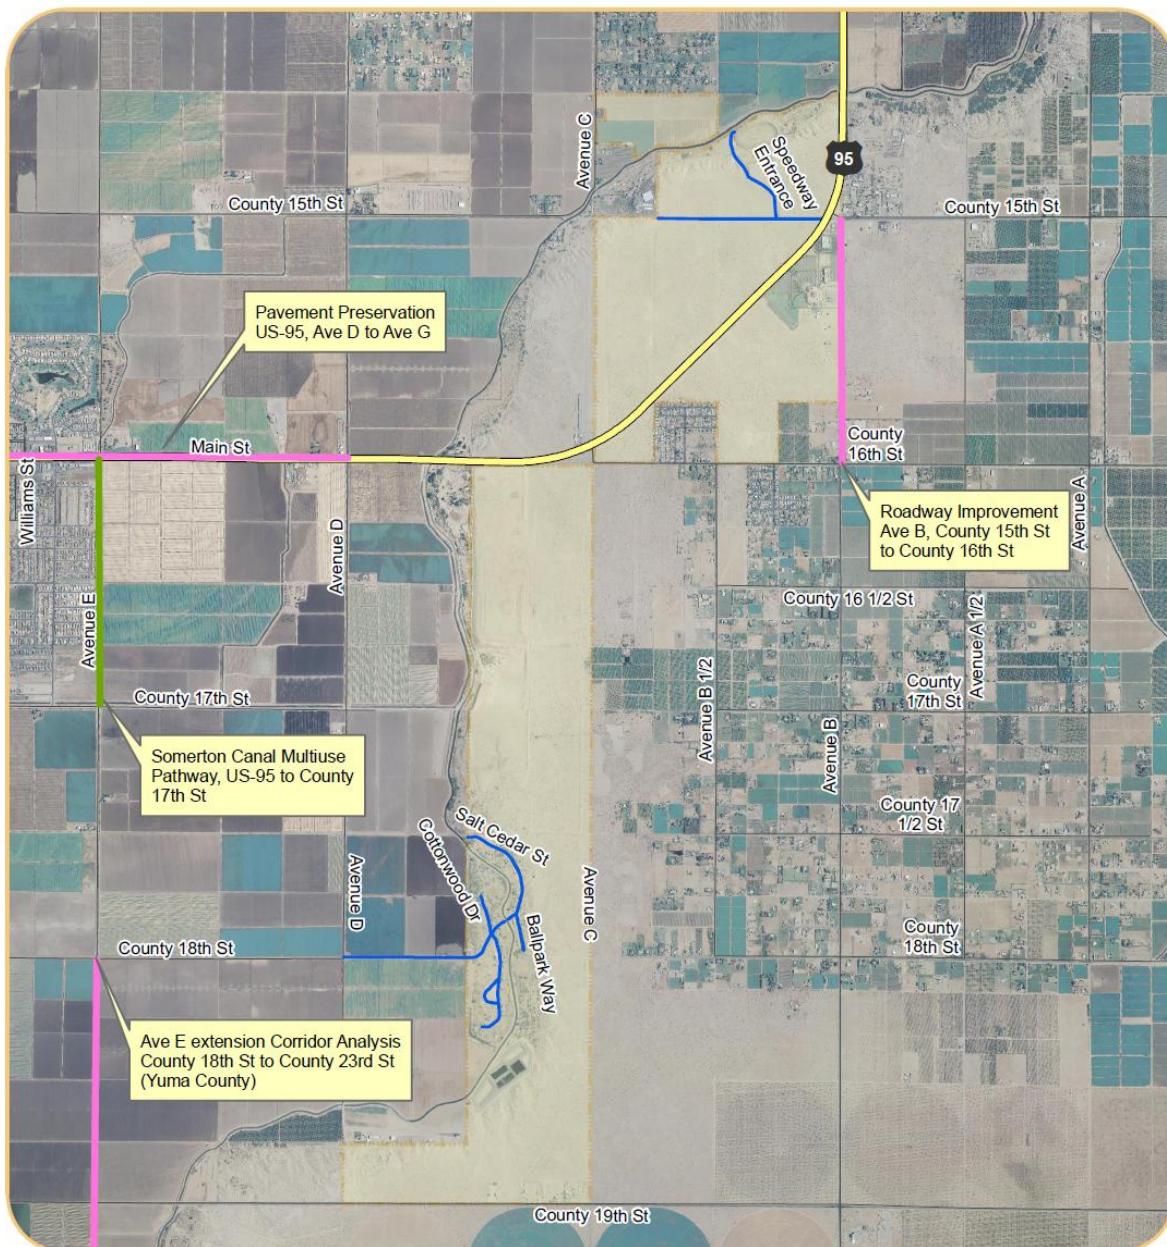 Avenue C
Speedway
Entrance
95
County 15th St
County 15th St
Pavement Preservation
US-95, Ave D to Ave G
Main St
County
16th St
Williams St
Avenue D
Roadway Improvement
Ave B, County 15th St
to County 16th St
Avenue A
Avenue E
County 16 1/2 St
Avenue A 1/2
County 17th St
Avenue B 1/2
County
17th St
Avenue B
Somerton Canal Multiuse
Pathway, US-95 to County
17th St
County 17
1/2 St
Salt Cedar St
Cottonwood Dr
Avenue D
Avenue C
Ballpark Way
County 18th St
County
18th St
Ave E extension Corridor Analysis
County 18th St to County 23rd St
(Yuma County)
County 19th St